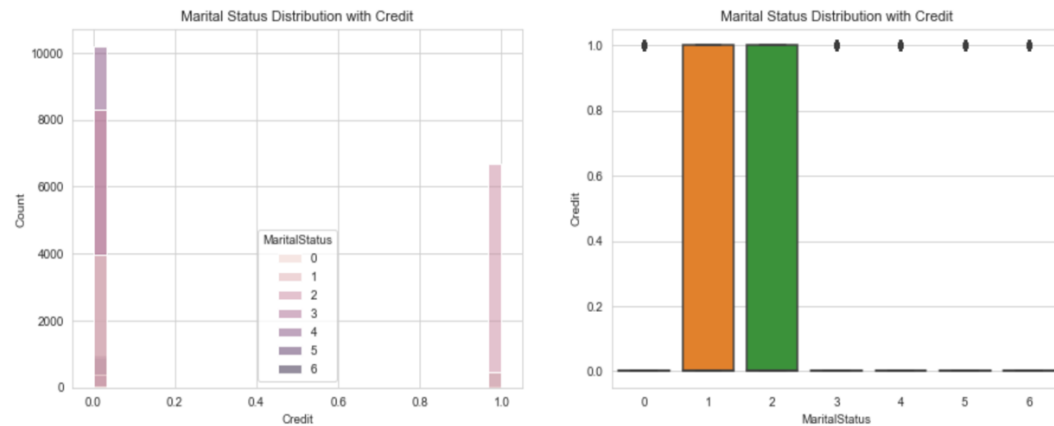 Marital Status Distribution with Credit
10000
8000
6000
4000
2000
0
Count
MaritalStatus
0
1
2
3
4
5
6
0.0 0.2 0.4 0.6 0.8 1.0
Credit
Marital Status Distribution with Credit
1.0
0.8
0.6
0.4
0.2
0.0
Credit
0 1 2 3 4 5 6
MaritalStatus